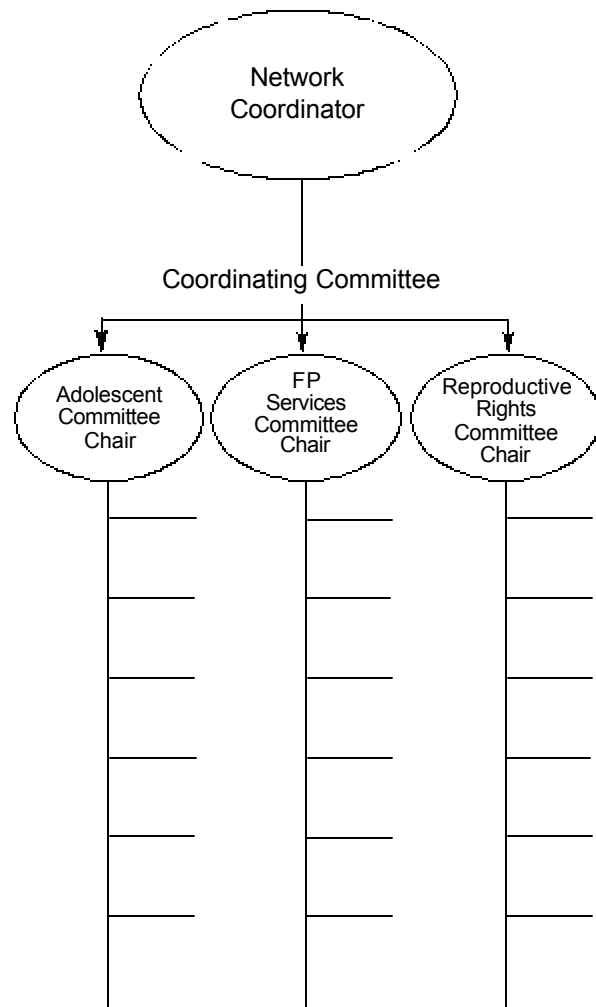 Network
Coordinator
Coordinating Committee
Adolescent
Committee
Chair
FP
Services
Committee
Chair
Reproductive
Rights
Committee
Chair